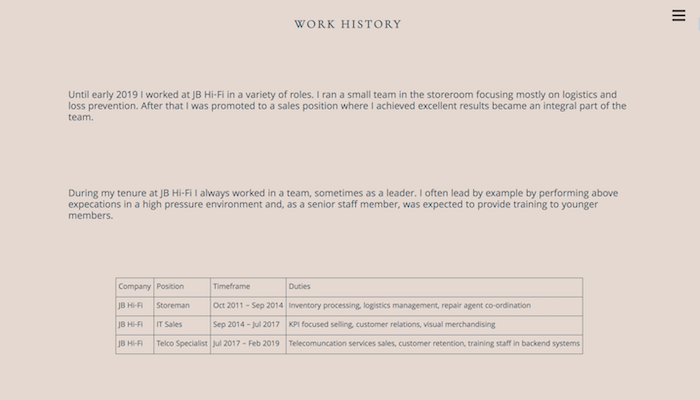 WORK HISTORY
Until early 2019 I worked at JB Hi-Fi in a variety of roles. I ran a small team in the storeroom focusing mostly on logistics and
loss prevention. After that I was promoted to a sales position where I achieved excellent results became an integral part of the
team.
During my tenure at JB Hi-Fi I always worked in a team, sometimes as a leader. I often lead by example by performing above
expecations in a high pressure environment and, as a senior staff member, was expected to provide training to younger
members.
Company Position Timeframe Duties
JB Hi-Fi Storeman Oct 2011 – Sep 2014 Inventory processing, logistics management, repair agent co-ordination
JB Hi-Fi IT Sales Sep 2014 – Jul 2017 KPI focused selling, customer relations, visual merchandising
JB Hi-Fi Telco Specialist Jul 2017 – Feb 2019 Telecomuncation services sales, customer retention, training staff in backend systems